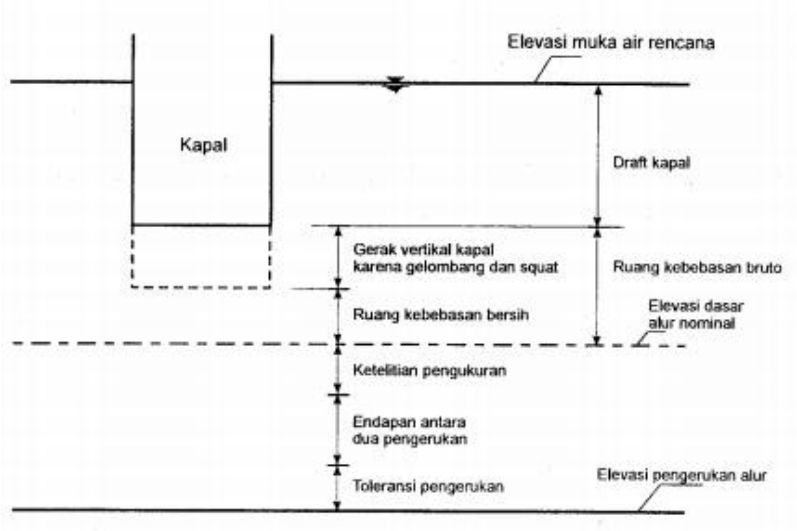 Elevasi muka air rencana
Kapal
Draft kapal
Gerak vertikal kapal
karena gelombang dan squat
Ruang kebebasan bruto
Ruang kebebasan bersih
Elevasi dasar
alur nominal
Ketelitian pengukuran
Endapan antara
dua pengerukan
Toleransi pengerukan
Elevasi pengerukan alur